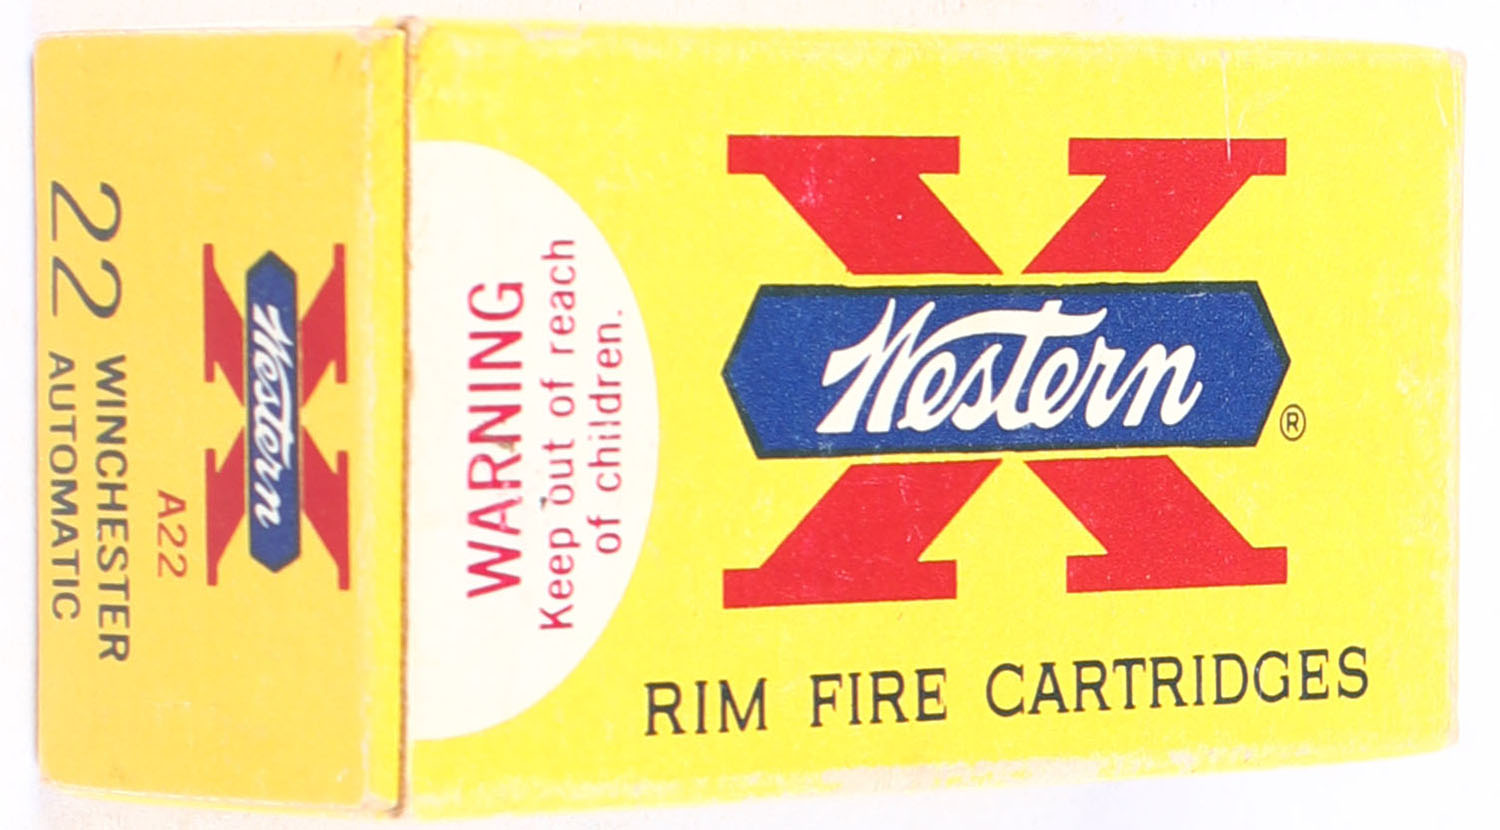 22 WINCHESTER
AUTOMATIC
A22
Western
X
WARNING
Keep out of reach
of children.
X
Western
®
RIM FIRE CARTRIDGES